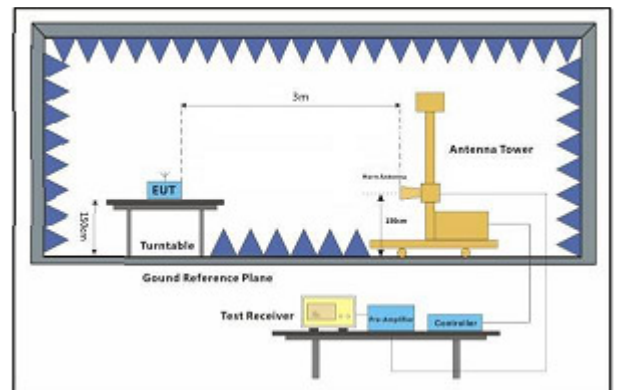 3m
Antenna Tower
Horn Antenna
EUT
150cm
150cm
Turntable
Gound Reference Plane
Test Receiver
Pre-Amplifier
Controller